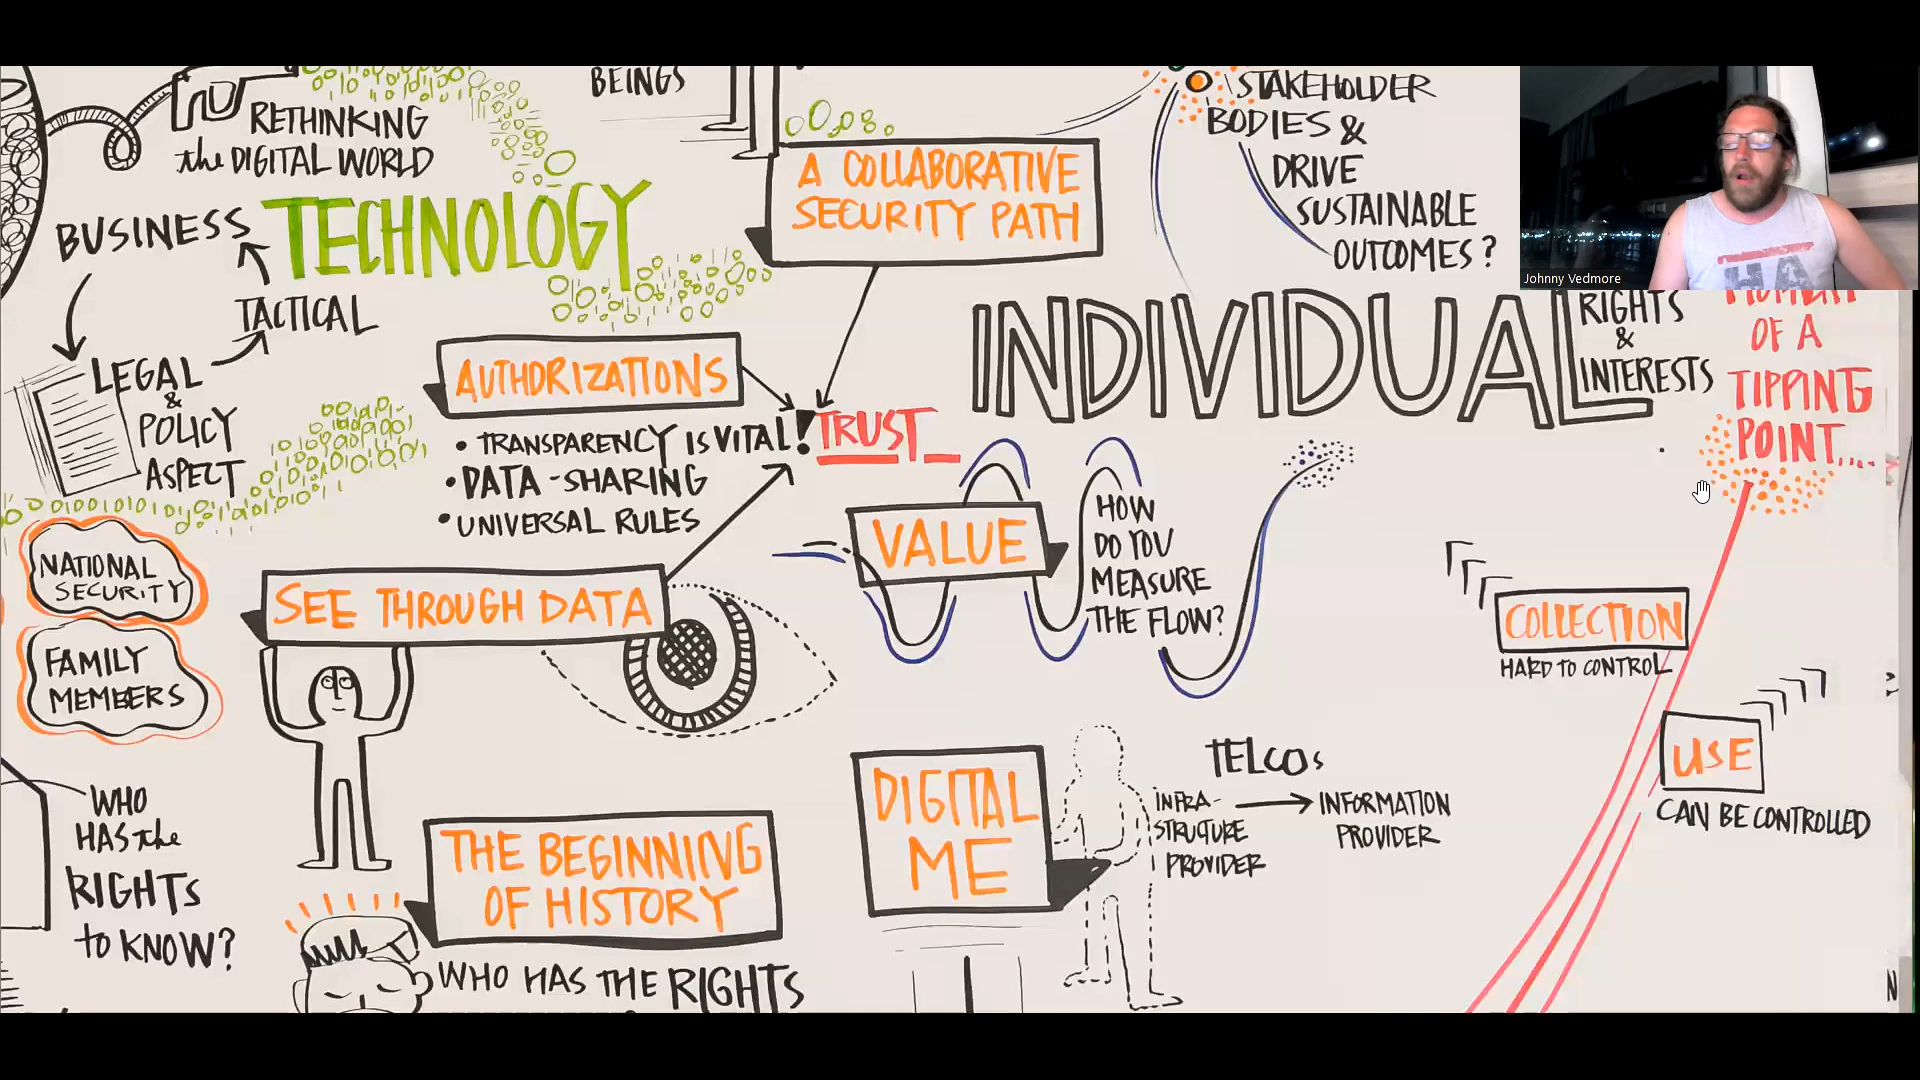 BEINGS
RETHINKING
the DIGITAL WORLD
BUSINESS
TECHNOLOGY
TACTICAL
LEGAL
&
POLICY
ASPECT
A COLLABORATIVE
SECURITY PATH
STAKEHOLDER
BODIES &
DRIVE
SUSTAINABLE
OUTCOMES?
Johnny Vedmore
HA
AUTHORIZATIONS
• TRANSPARENCY IS VITAL!
• DATA-SHARING
• UNIVERSAL RULES
TRUST
INDIVIDUAL
RIGHTS
&
INTERESTS
MOMENT
OF A
TIPPING
POINT....
NATIONAL
SECURITY
FAMILY
MEMBERS
SEE THROUGH DATA
VALUE
HOW
DO YOU
MEASURE
THE FLOW?
COLLECTION
HARD TO CONTROL
USE
CAN BE CONTROLLED
WHO
HAS the
RIGHTS
to KNOW?
THE BEGINNING
OF HISTORY
WHO HAS THE RIGHTS
DIGITAL
ME
TELCOs
INFRA-
STRUCTURE
PROVIDER
INFORMATION
PROVIDER
N